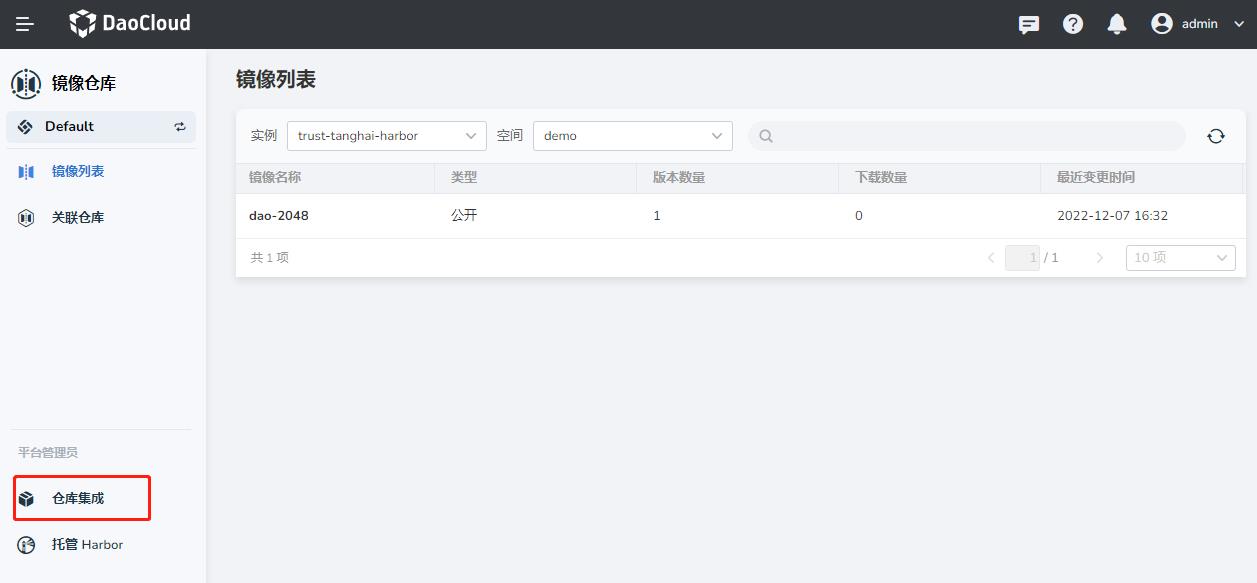 DaoCloud
admin
镜像仓库
Default
镜像列表
关联仓库
平台管理员
仓库集成
托管 Harbor
镜像列表
实例 trust-tanghai-harbor 空间 demo
镜像名称 类型 版本数量 下载数量 最近变更时间
dao-2048 公开 1 0 2022-12-07 16:32
共 1 项 1 / 1 10 项